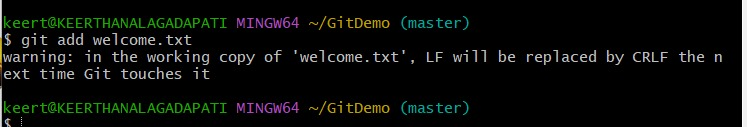 keert@KEERTHANALAGADAPATI MINGW64 ~/GitDemo (master)
$ git add welcome.txt
warning: in the working copy of 'welcome.txt', LF will be replaced by CRLF the n
ext time Git touches it
keert@KEERTHANALAGADAPATI MINGW64 ~/GitDemo (master)
$